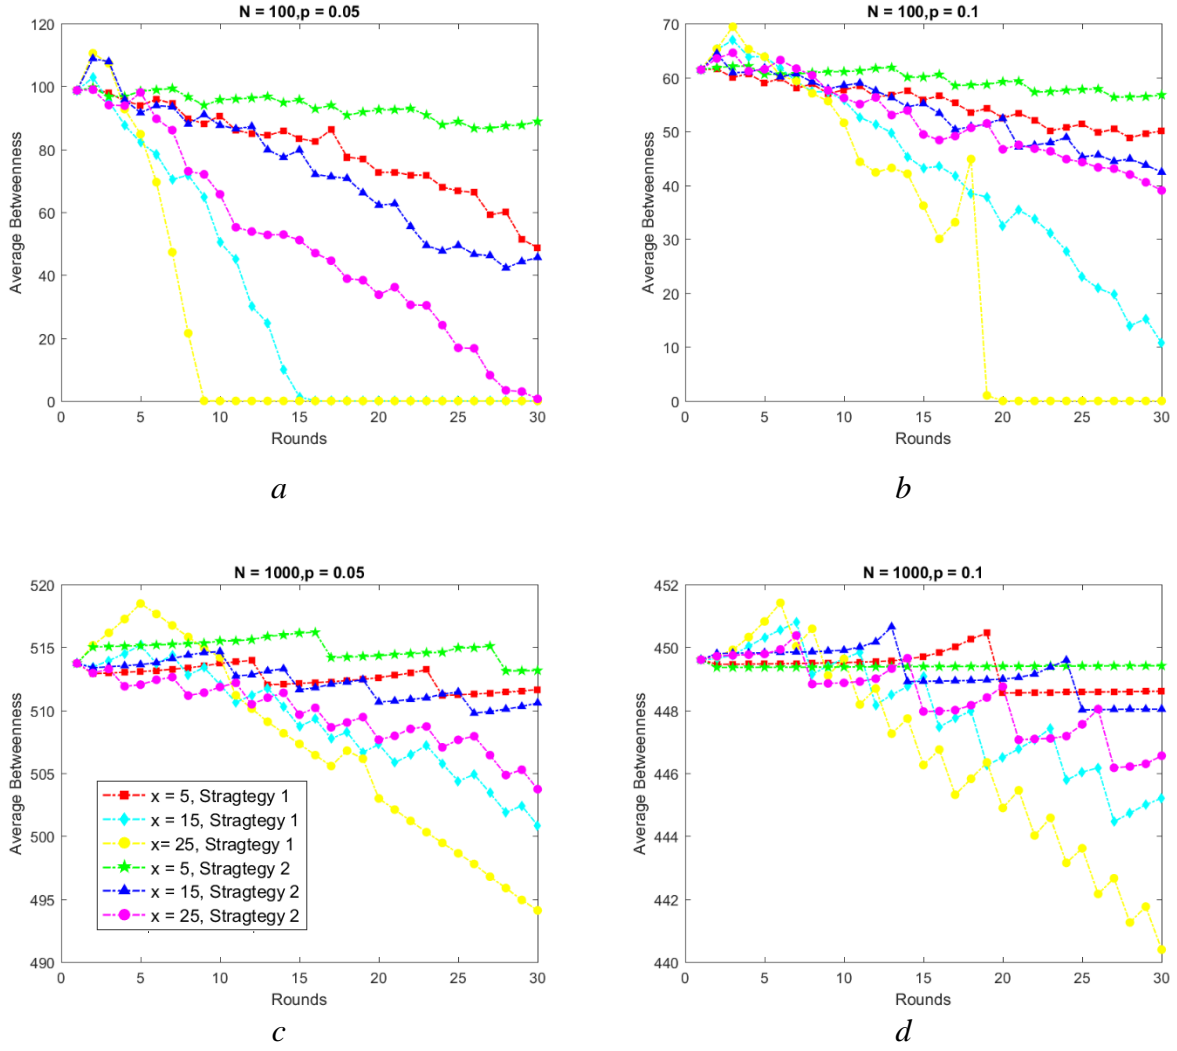 N = 100,p = 0.05
120
100
80
60
40
20
0
0 5 10 15 20 25 30
Average Betweenness
Rounds
a
N = 100,p = 0.1
70
60
50
40
30
20
10
0
0 5 10 15 20 25 30
Average Betweenness
Rounds
b
N = 1000,p = 0.05
520
515
510
505
500
495
490
0 5 10 15 20 25 30
Average Betweenness
Rounds
x = 5, Stragtegy 1
x = 15, Stragtegy 1
x= 25, Stragtegy 1
x = 5, Stragtegy 2
x = 15, Stragtegy 2
x = 25, Stragtegy 2
c
N = 1000,p = 0.1
452
450
448
446
444
442
440
0 5 10 15 20 25 30
Average Betweenness
Rounds
d